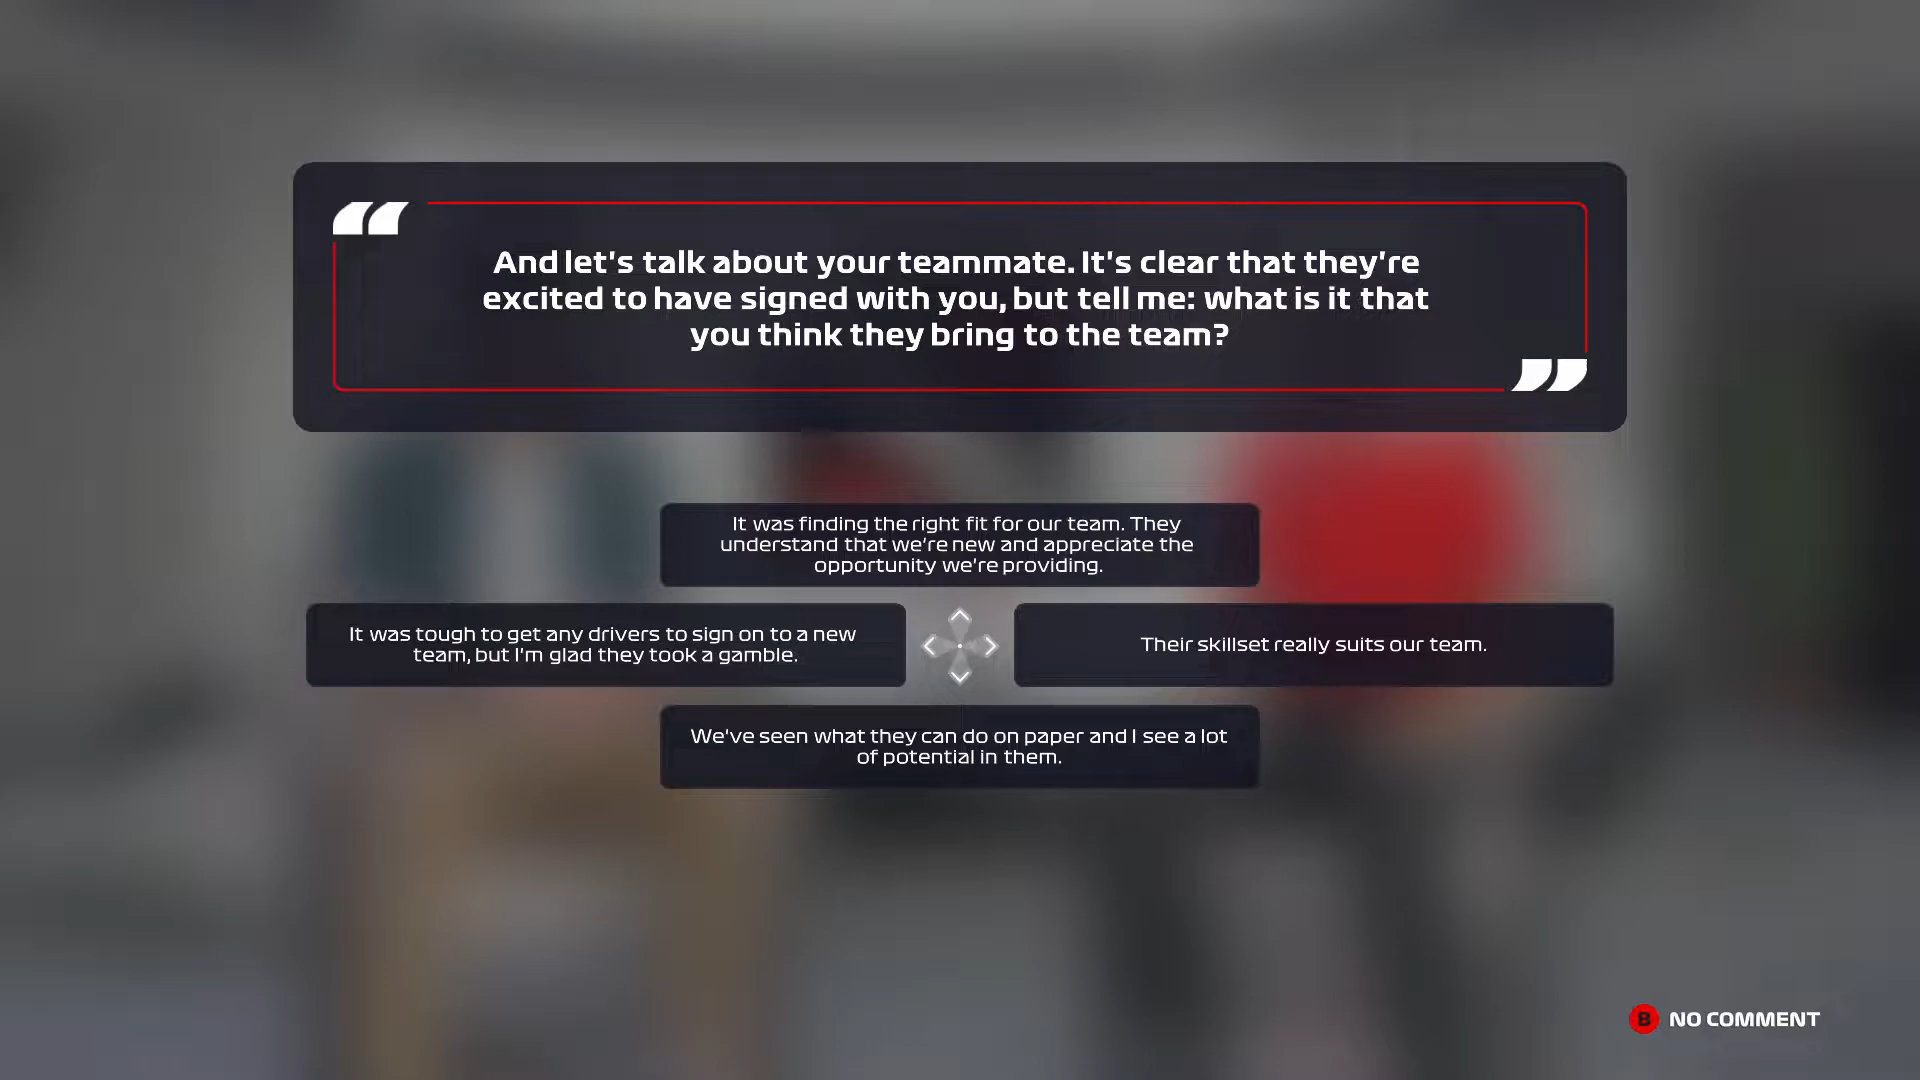 And let's talk about your teammate. It's clear that they're
excited to have signed with you, but tell me: what is it that
you think they bring to the team?
It was finding the right fit for our team. They
understand that we're new and appreciate the
opportunity we're providing.
It was tough to get any drivers to sign on to a new
team, but I'm glad they took a gamble.
Their skillset really suits our team.
We've seen what they can do on paper and I see a lot
of potential in them.
B NO COMMENT